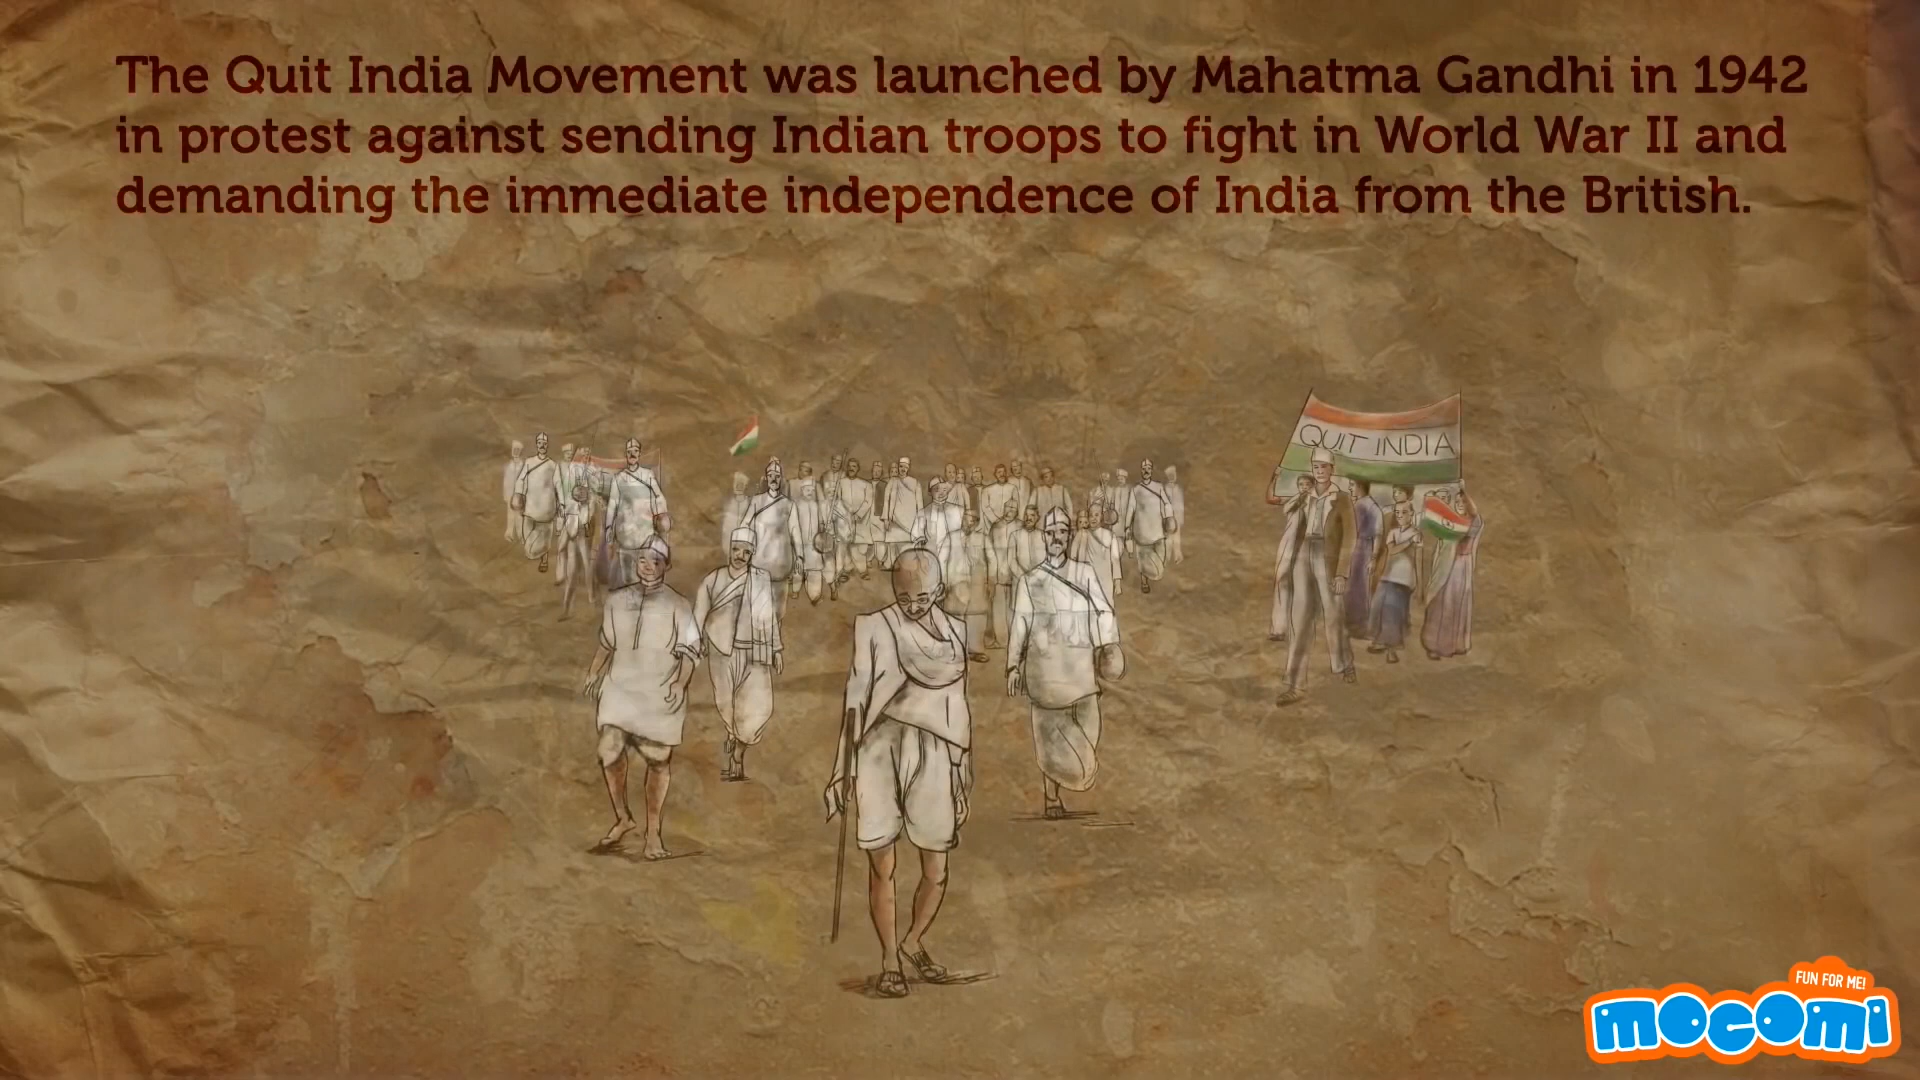 The Quit India Movement was launched by Mahatma Gandhi in 1942
in protest against sending Indian troops to fight in World War II and
demanding the immediate independence of India from the British.
QUIT INDIA
FUN FOR ME!
mocomi